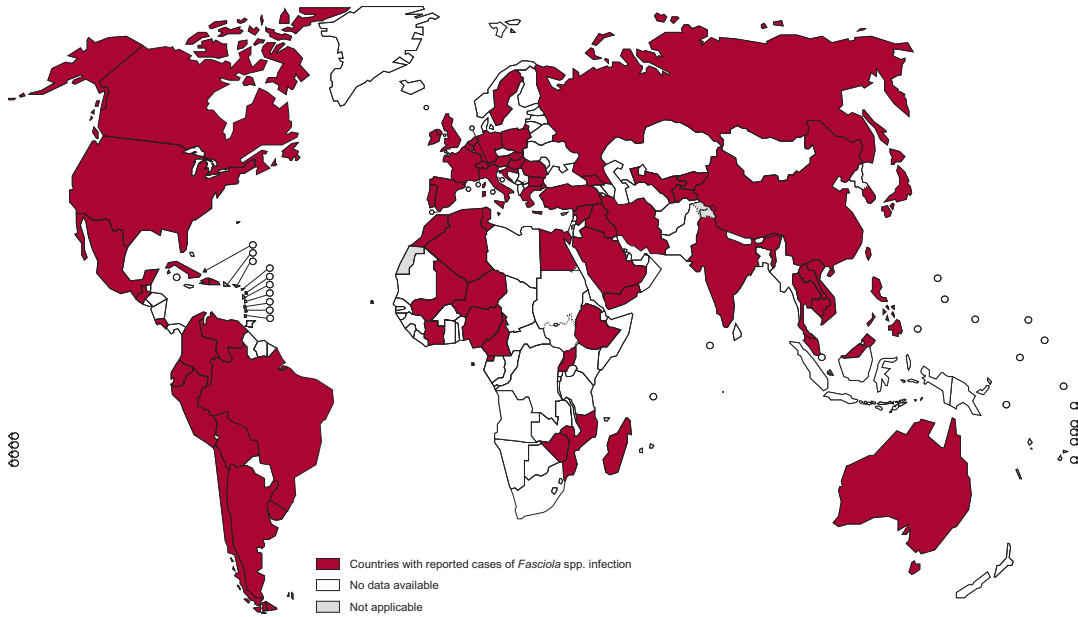 Countries with reported cases of Fasciola spp. infection
No data available
Not applicable